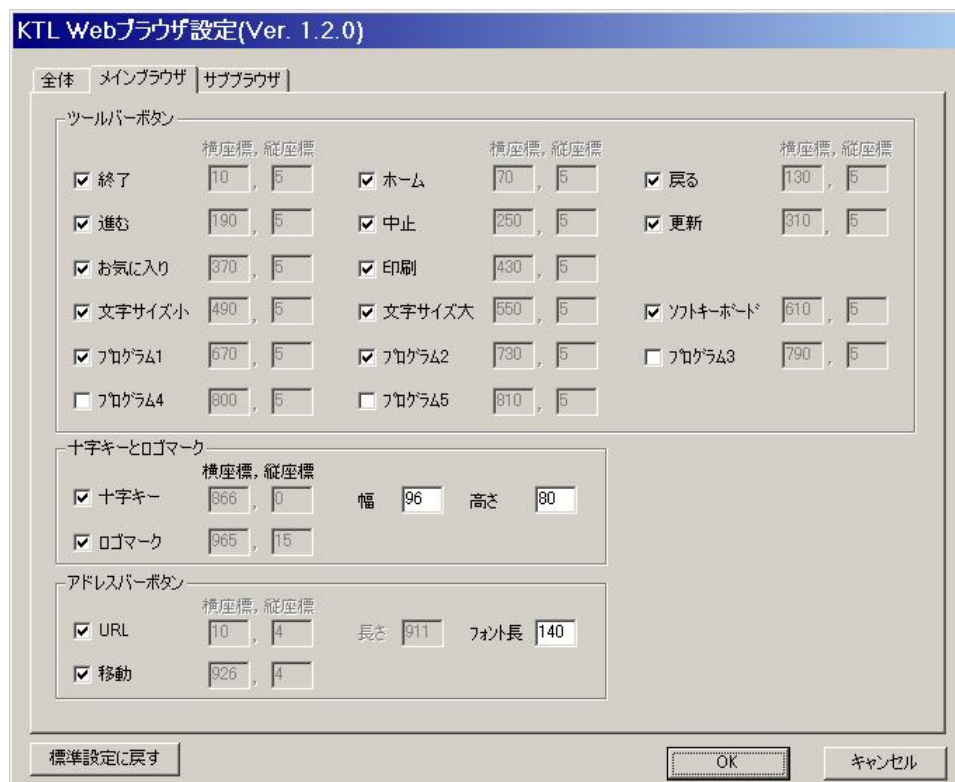 KTL Webブラウザ設定(Ver. 1.2.0)
全体 メインブラウザ サブブラウザ
ツールバーボタン
横座標, 縦座標 横座標, 縦座標 横座標, 縦座標
終了 10 , 5 ホーム 70 , 5 戻る 130 , 5
進む 190 , 5 中止 250 , 5 更新 310 , 5
お気に入り 370 , 5 印刷 430 , 5
文字サイズ小 490 , 5 文字サイズ大 550 , 5 ソフトキーボード 610 , 5
プログラム1 670 , 5 プログラム2 730 , 5 プログラム3 790 , 5
プログラム4 800 , 5 プログラム5 810 , 5
十字キーとロゴマーク
横座標, 縦座標
十字キー 866 , 0 幅 96 高さ 80
ロゴマーク 965 , 15
アドレスバーボタン
横座標, 縦座標
URL 10 , 4 長さ 911 フォント長 140
移動 926 , 4
標準設定に戻す OK キャンセル